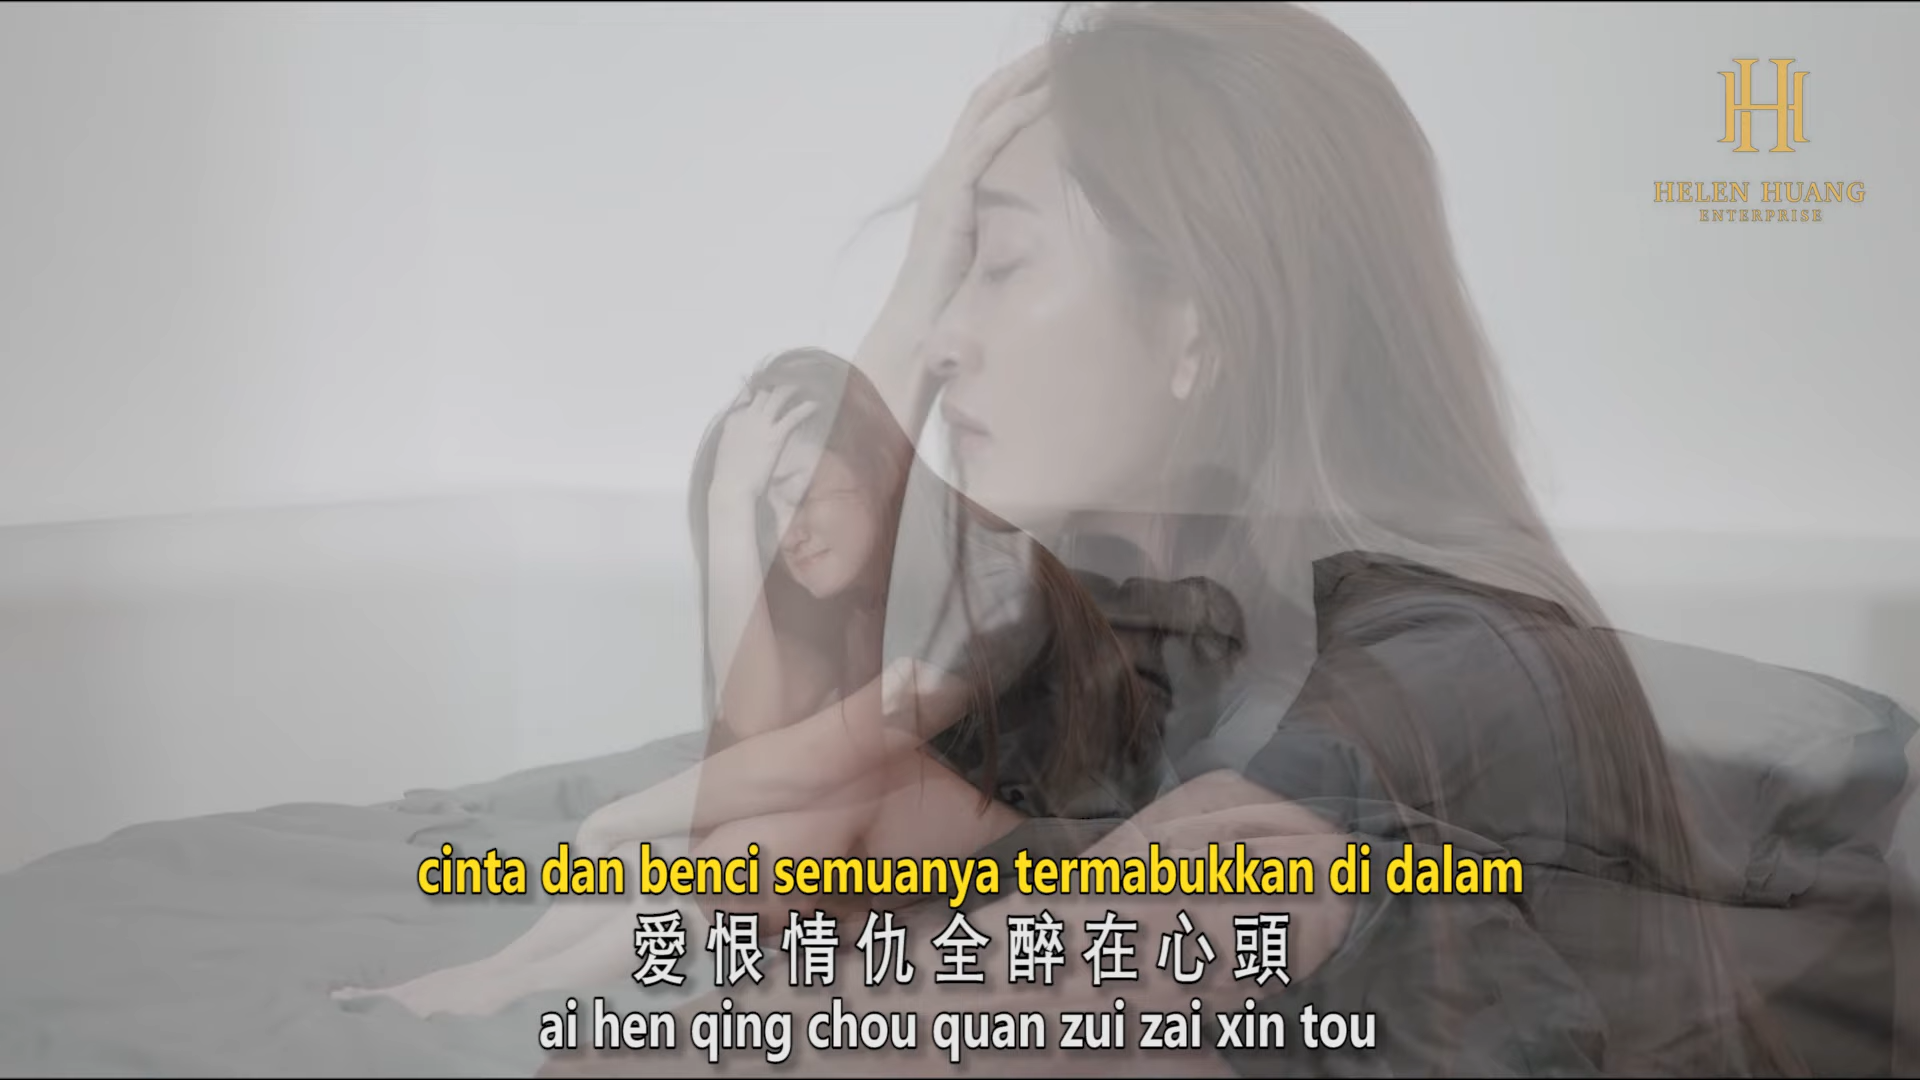 HELEN HUANG
ENTERPRISE
cinta dan benci semuanya termabukkan di dalam
愛恨情仇全醉在心頭
ai hen qing chou quan zui zai xin tou